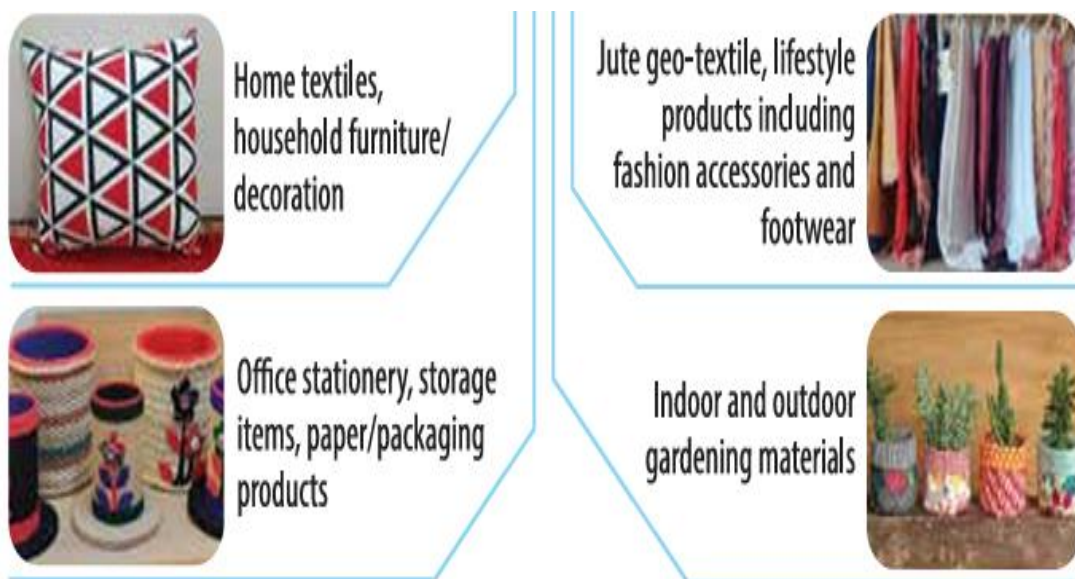 Home textiles,
household furniture/
decoration
Jute geo-textile, lifestyle
products including
fashion accessories and
footwear
Office stationery, storage
items, paper/packaging
products
Indoor and outdoor
gardening materials